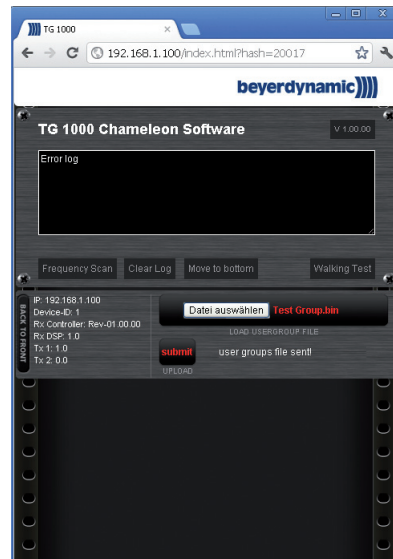 TG 1000
192.168.1.100/index.html?hash=20017
beyerdynamic
TG 1000 Chameleon Software
V 1.00.00
Error log
Frequency Scan Clear Log Move to bottom Walking Test
BACK TO FRONT
IP: 192.168.1.100
Device-ID: 1
Rx Controller: Rev-01.00.00
Rx DSP: 1.0
Tx 1: 1.0
Tx 2: 0.0
Datei auswählen Test Group.bin
LOAD USERGROUP FILE
submit user groups file sent!
UPLOAD